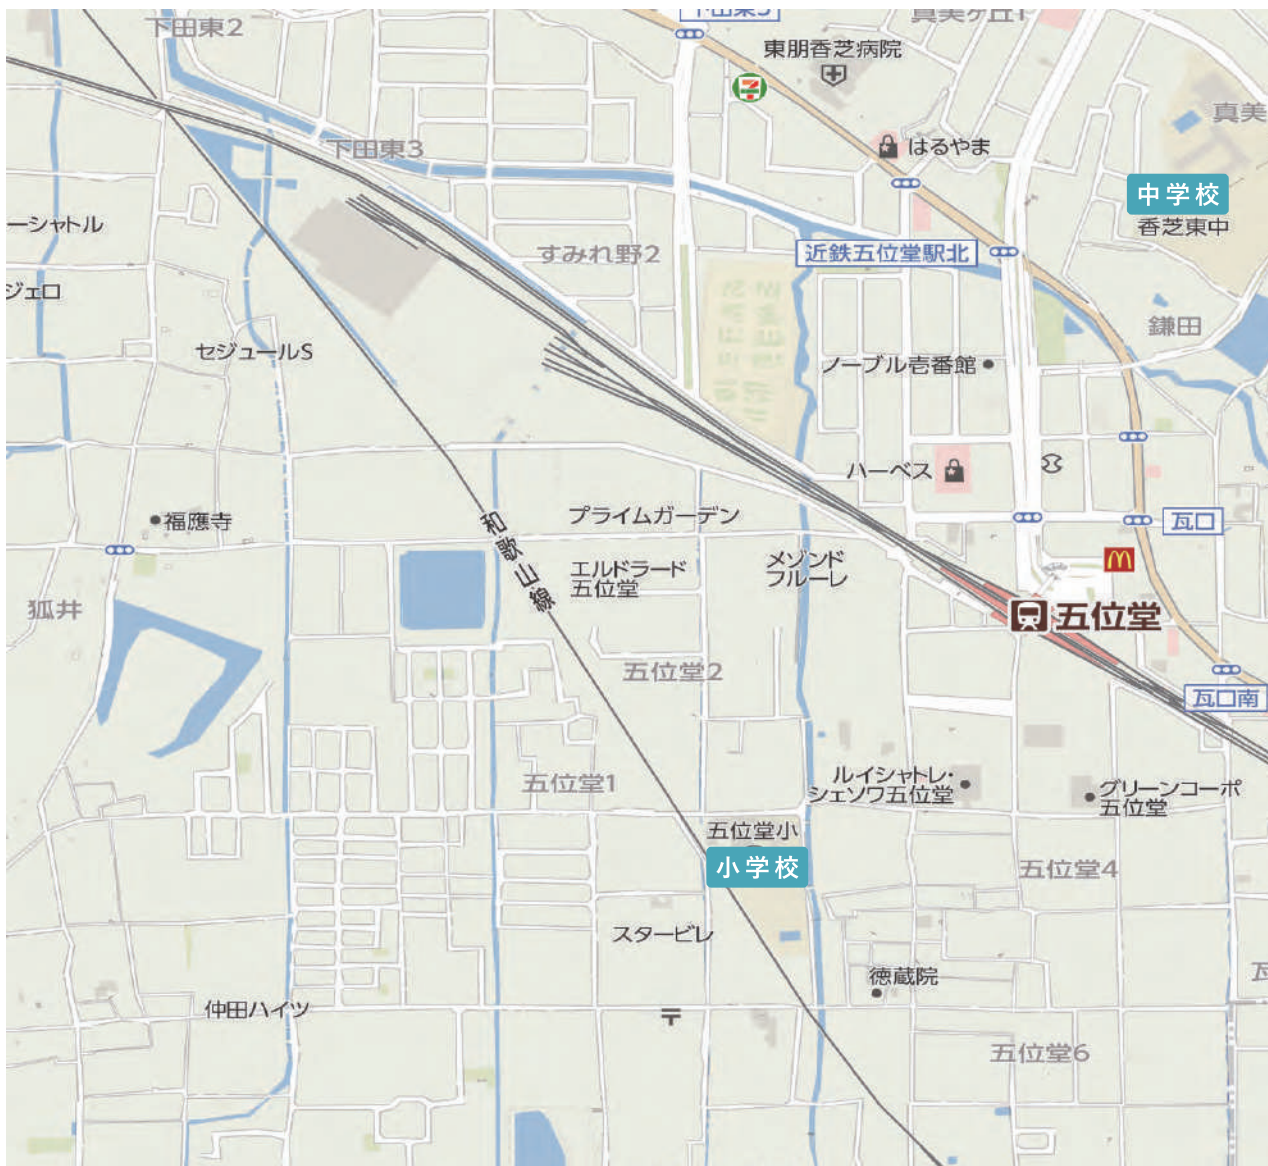 下田東2
下田東3
真美ヶ丘1
東朋香芝病院
真美
はるやま
下田東3
中学校
香芝東中
ーシャトル
すみれ野2
近鉄五位堂駅北
ジェロ
鎌田
セジュールS
ノーブル壱番館
ハーベス
福應寺
プライムガーデン
瓦口
和歌山線
エルドラード
五位堂
メゾンド
フルーレ
狐井
五位堂
五位堂2
瓦口南
五位堂1
ルイシャトレ・
シェソワ五位堂
グリーンコーポ
五位堂
五位堂小
小学校
五位堂4
スタービレ
徳蔵院
瓦
仲田ハイツ
五位堂6